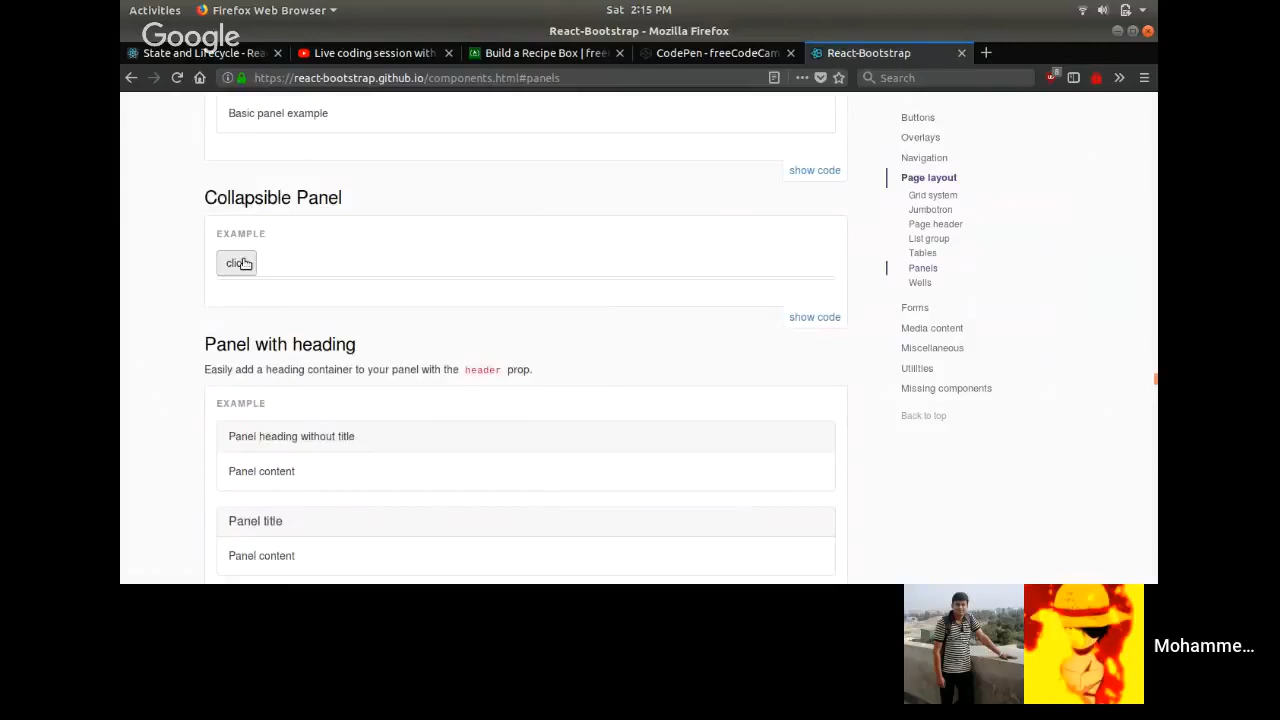 Activities
Firefox Web Browser
Sat 2:15 PM
Google
React-Bootstrap - Mozilla Firefox
State and Lifecycle - Rea
Live coding session with
Build a Recipe Box | free
CodePen - freeCodeCam
React-Bootstrap
https://react-bootstrap.github.io/components.html#panels
Search
8
Basic panel example
show code
Collapsible Panel
EXAMPLE
show code
Panel with heading
Easily add a heading container to your panel with the header prop.
EXAMPLE
Panel heading without title
Panel content
Panel title
Panel content
Buttons
Overlays
Navigation
Page layout
Grid system
Jumbotron
Page header
List group
Tables
Panels
Wells
Forms
Media content
Miscellaneous
Utilities
Missing components
Back to top
Mohamme...